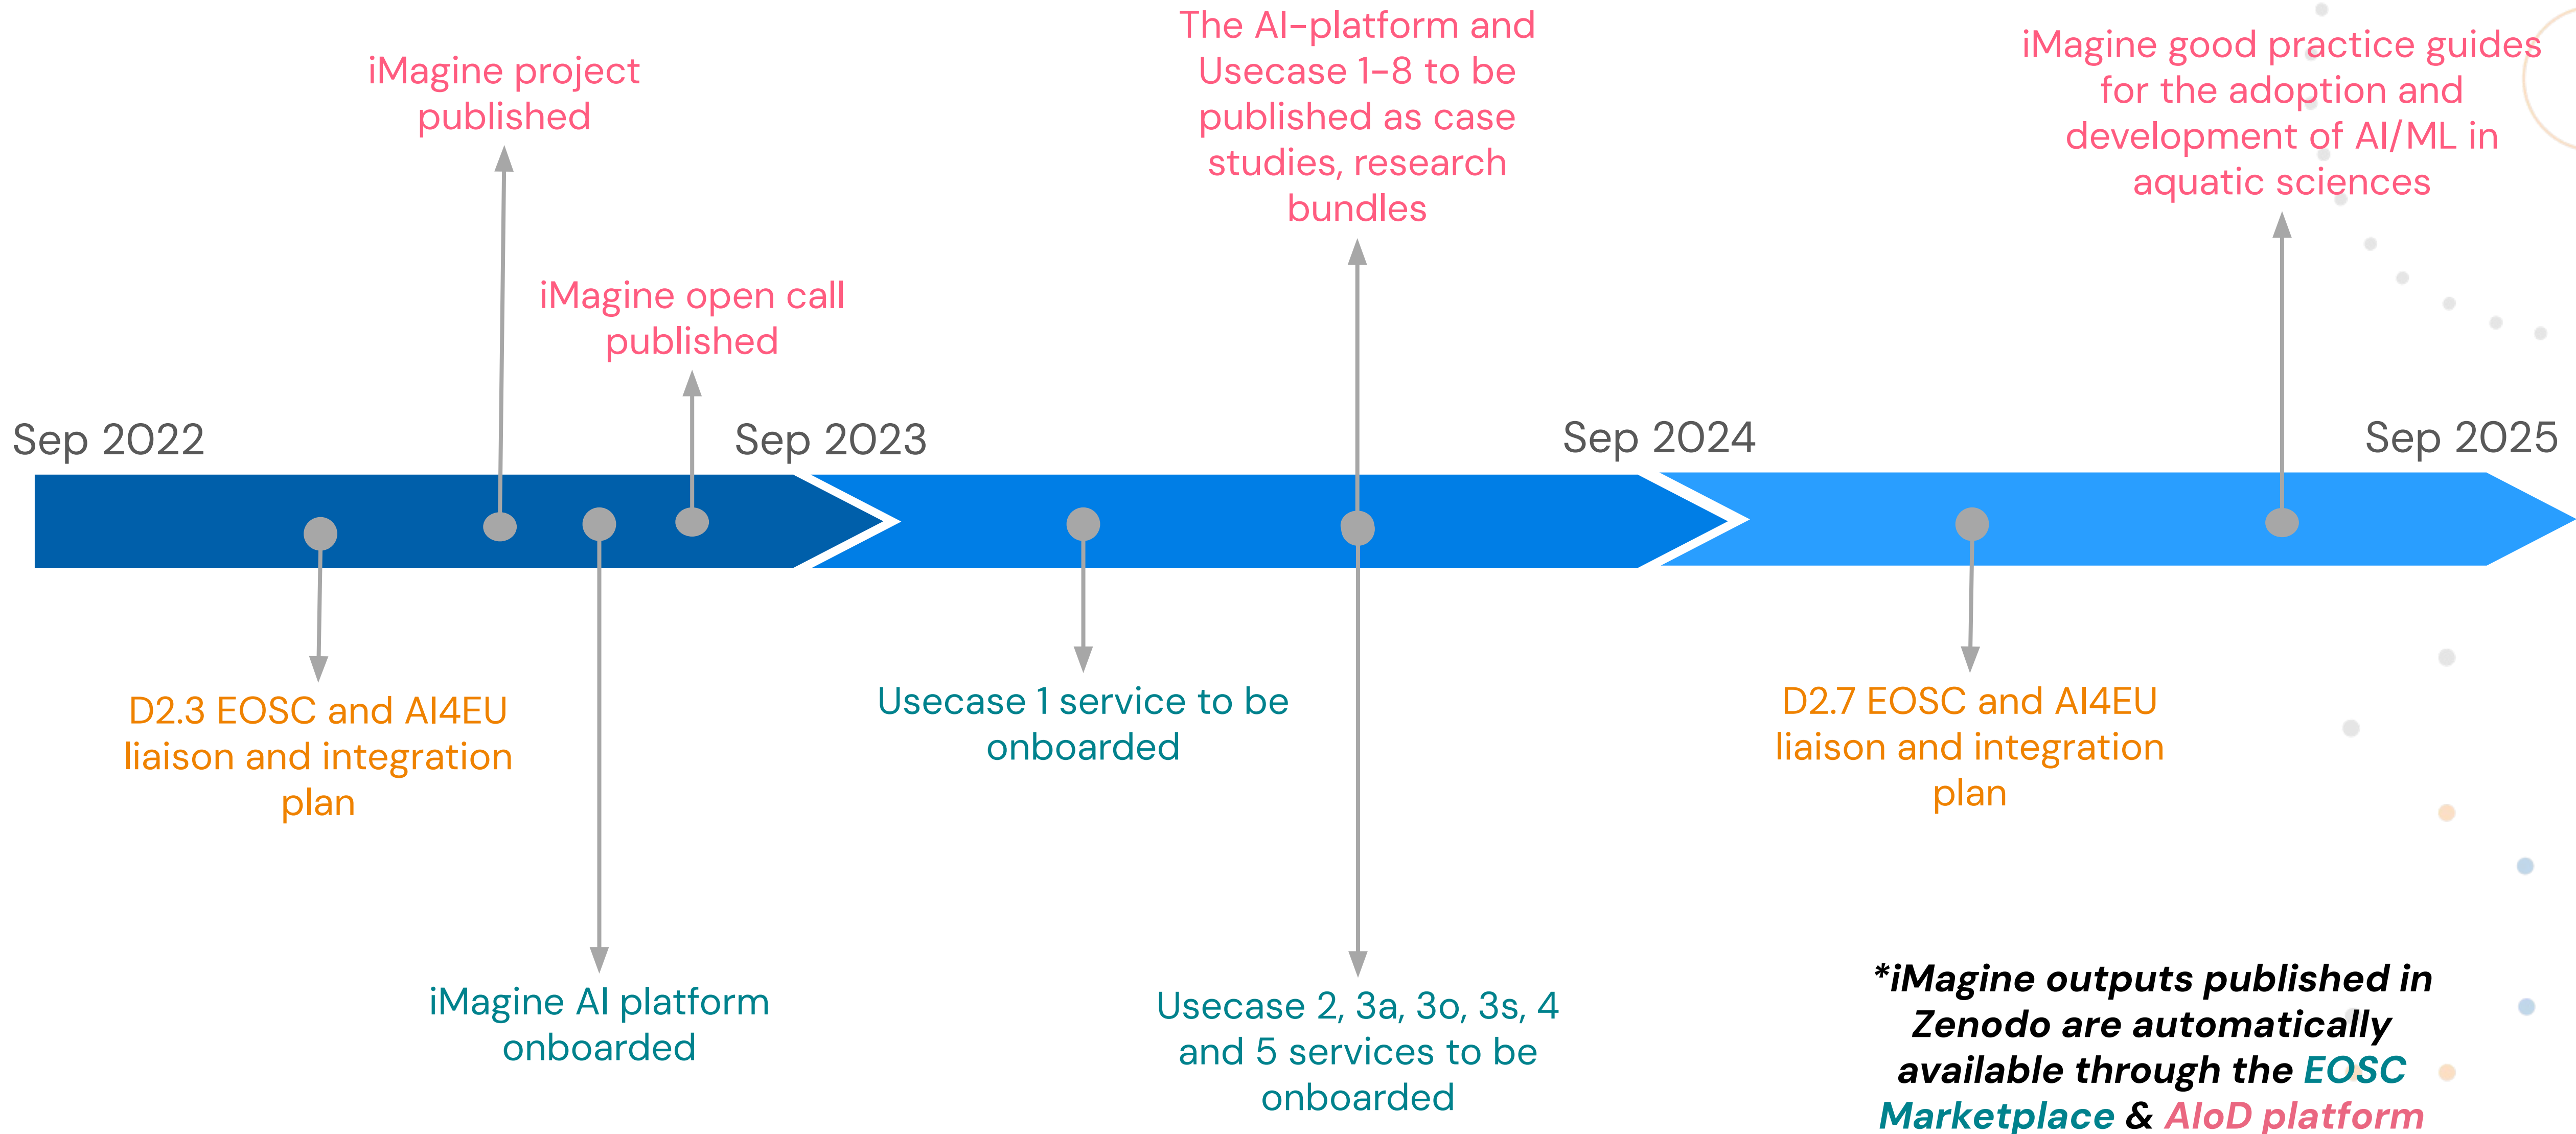 The AI-platform and
Usecase 1-8 to be
published as case
studies, research
bundles
iMagine project
published
iMagine good practice guides
for the adoption and
development of AI/ML in
aquatic sciences
iMagine open call
published
Sep 2022
Sep 2023
Sep 2024
Sep 2025
D2.3 EOSC and AI4EU
liaison and integration
plan
Usecase 1 service to be
onboarded
D2.7 EOSC and AI4EU
liaison and integration
plan
iMagine AI platform
onboarded
Usecase 2, 3a, 3o, 3s, 4
and 5 services to be
onboarded
*iMagine outputs published in
Zenodo are automatically
available through the EOSC
Marketplace & AIoD platform